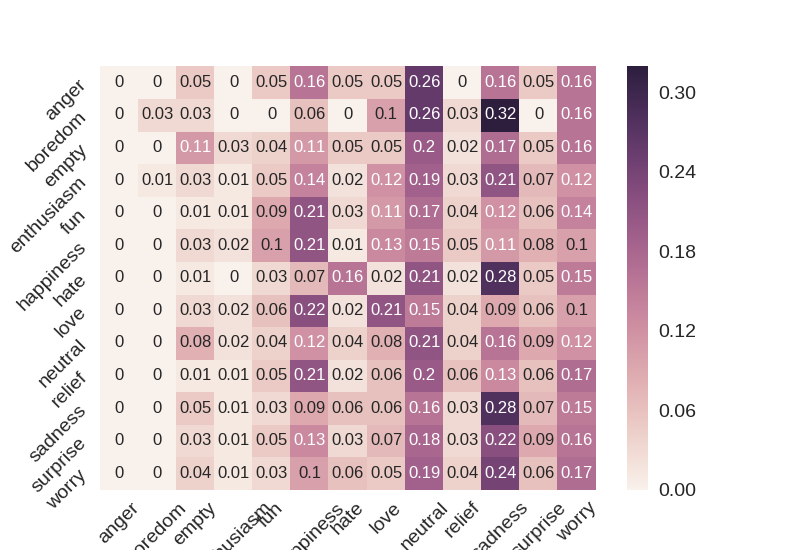 anger 0 0 0.05 0 0.05 0.16 0.05 0.05 0.26 0 0.16 0.05 0.16
boredom 0 0.03 0.03 0 0 0.06 0 0.1 0.26 0.03 0.32 0 0.16
empty 0 0 0.11 0.03 0.04 0.11 0.05 0.05 0.2 0.02 0.17 0.05 0.16
enthusiasm 0 0.01 0.03 0.01 0.05 0.14 0.02 0.12 0.19 0.03 0.21 0.07 0.12
fun 0 0 0.01 0.01 0.09 0.21 0.03 0.11 0.17 0.04 0.12 0.06 0.14
happiness 0 0 0.03 0.02 0.1 0.21 0.01 0.13 0.15 0.05 0.11 0.08 0.1
hate 0 0 0.01 0 0.03 0.07 0.16 0.02 0.21 0.02 0.28 0.05 0.15
love 0 0 0.03 0.02 0.06 0.22 0.02 0.21 0.15 0.04 0.09 0.06 0.1
neutral 0 0 0.08 0.02 0.04 0.12 0.04 0.08 0.21 0.04 0.16 0.09 0.12
relief 0 0 0.01 0.01 0.05 0.21 0.02 0.06 0.2 0.06 0.13 0.06 0.17
sadness 0 0 0.05 0.01 0.03 0.09 0.06 0.06 0.16 0.03 0.28 0.07 0.15
surprise 0 0 0.03 0.01 0.05 0.13 0.03 0.07 0.18 0.03 0.22 0.09 0.16
worry 0 0 0.04 0.01 0.03 0.1 0.06 0.05 0.19 0.04 0.24 0.06 0.17
anger oredom empty husiasm fun ppiness hate love neutral relief adness surprise worry
0.30
0.24
0.18
0.12
0.06
0.00